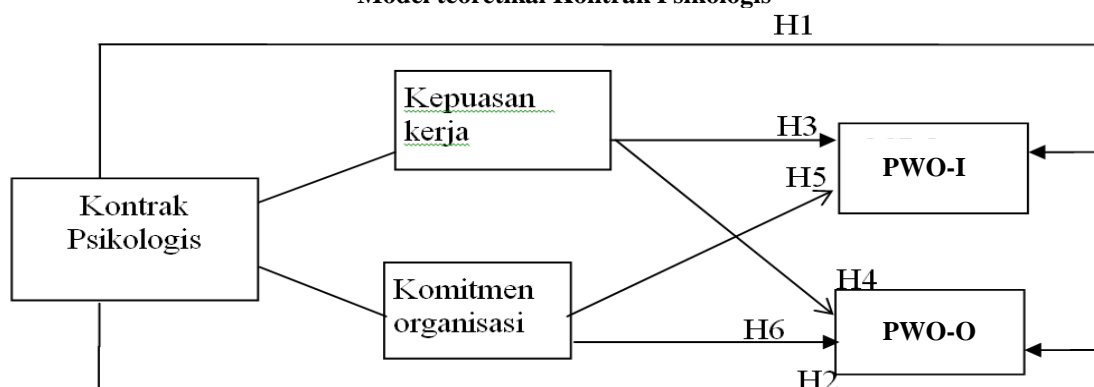 Model teoretikal Kontrak Psikologis
H1
Kepuasan
kerja
H3
PWO-I
H5
Kontrak
Psikologis
H4
Komitmen
organisasi
H6
PWO-O
H2